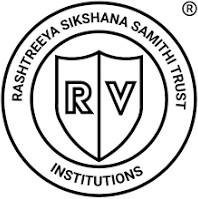 ®
RASHTREEYA SIKSHANA SAMITHI TRUST
R V
INSTITUTIONS